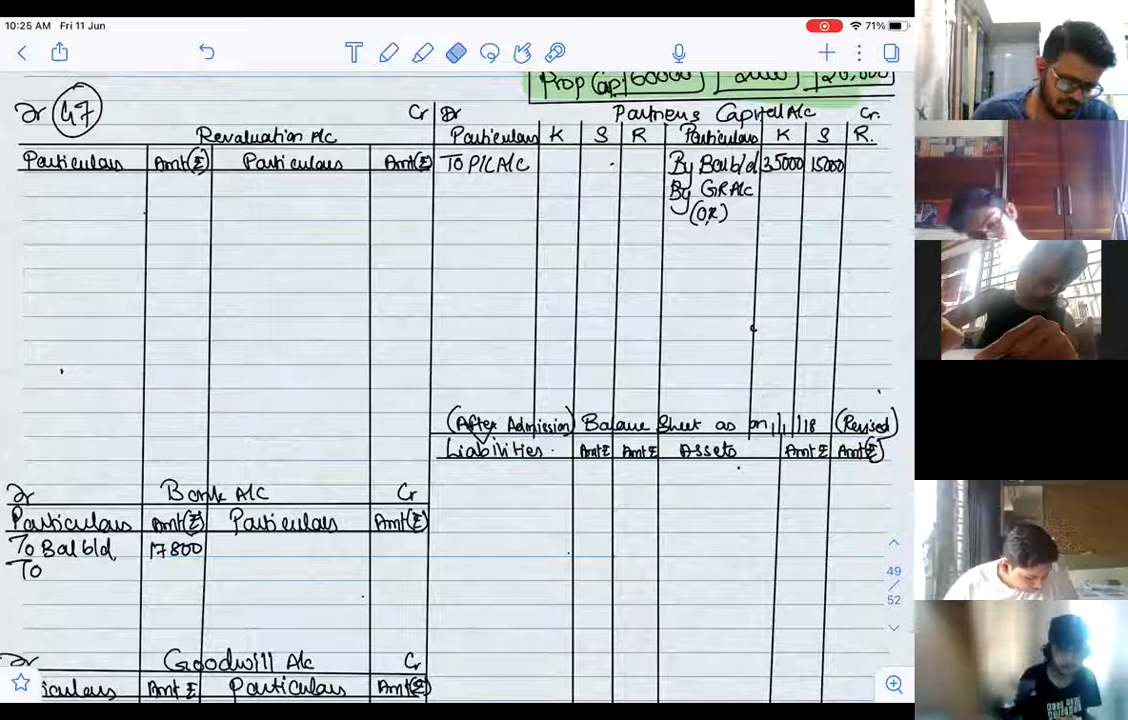 10:25 AM Fri 11 Jun
71%
Prop Cap 60000 20,000
Dr 47 Cr
Revaluation A/c
Particulars Amt(₹) Particulars Amt(₹)
Dr Partners Capital A/c Cr.
Particulars K S R Particulars K S R.
To P/C A/c By Bal b/d 35000 15000
By GR A/c
(OR)
(After Admission) Balance Sheet as on 1/1/18 (Revised)
Liabilities. Amt ₹ Amt ₹ Assets Amt ₹ Amt(₹)
Dr Bank A/c Cr
Particulars Amt(₹) Particulars Amt(₹)
To Bal b/d, 17800
To
49
/
52
Dr Goodwill A/c Cr
iculars Amt ₹ Particulars Amt(₹)